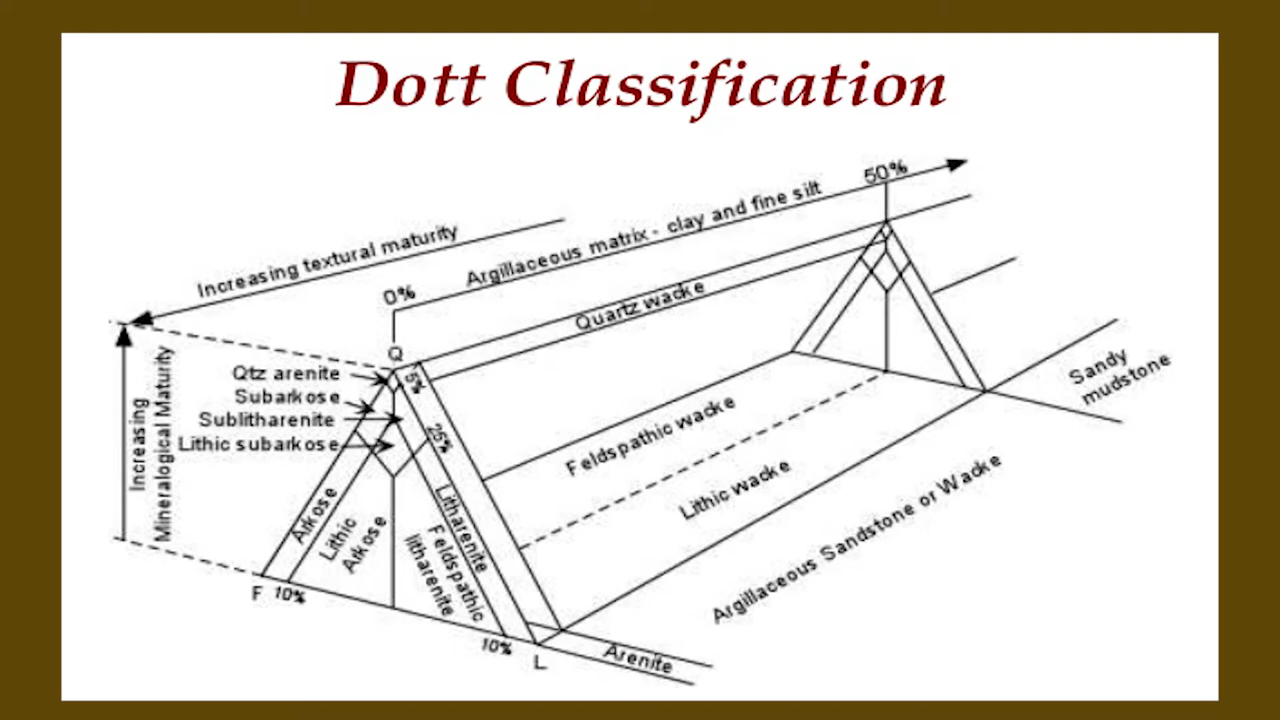 Dott Classification
50%
Increasing textural maturity
Argillaceous matrix - clay and fine silt
0%
Quartz wacke
Q
Qtz arenite
5%
Subarkose
Sublitharenite
25%
Lithic subarkose
Increasing
Mineralogical Maturity
Sandy
mudstone
Feldspathic wacke
Lithic wacke
Argillaceous Sandstone or Wacke
Arkose
Lithic
Arkose
Litharenite
Feldspathic
litharenite
F
10%
10%
L
Arenite